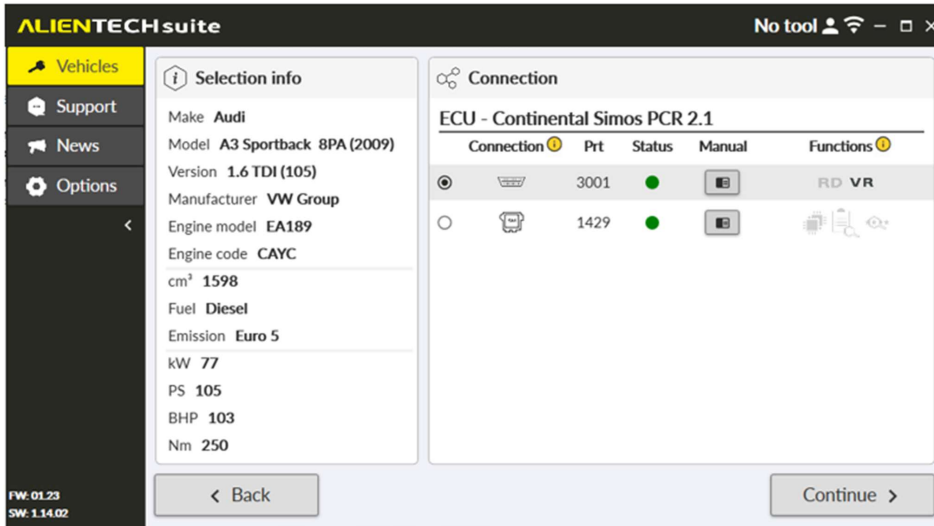 ALIENTECH suite
No tool
Vehicles
Support
News
Options
FW: 01.23
SW: 1.14.02
Selection info
Make Audi
Model A3 Sportback 8PA (2009)
Version 1.6 TDI (105)
Manufacturer VW Group
Engine model EA189
Engine code CAYC
cm³ 1598
Fuel Diesel
Emission Euro 5
kW 77
PS 105
BHP 103
Nm 250
Connection
ECU - Continental Simos PCR 2.1
Connection Prt Status Manual Functions
3001 RD VR
1429
Back
Continue